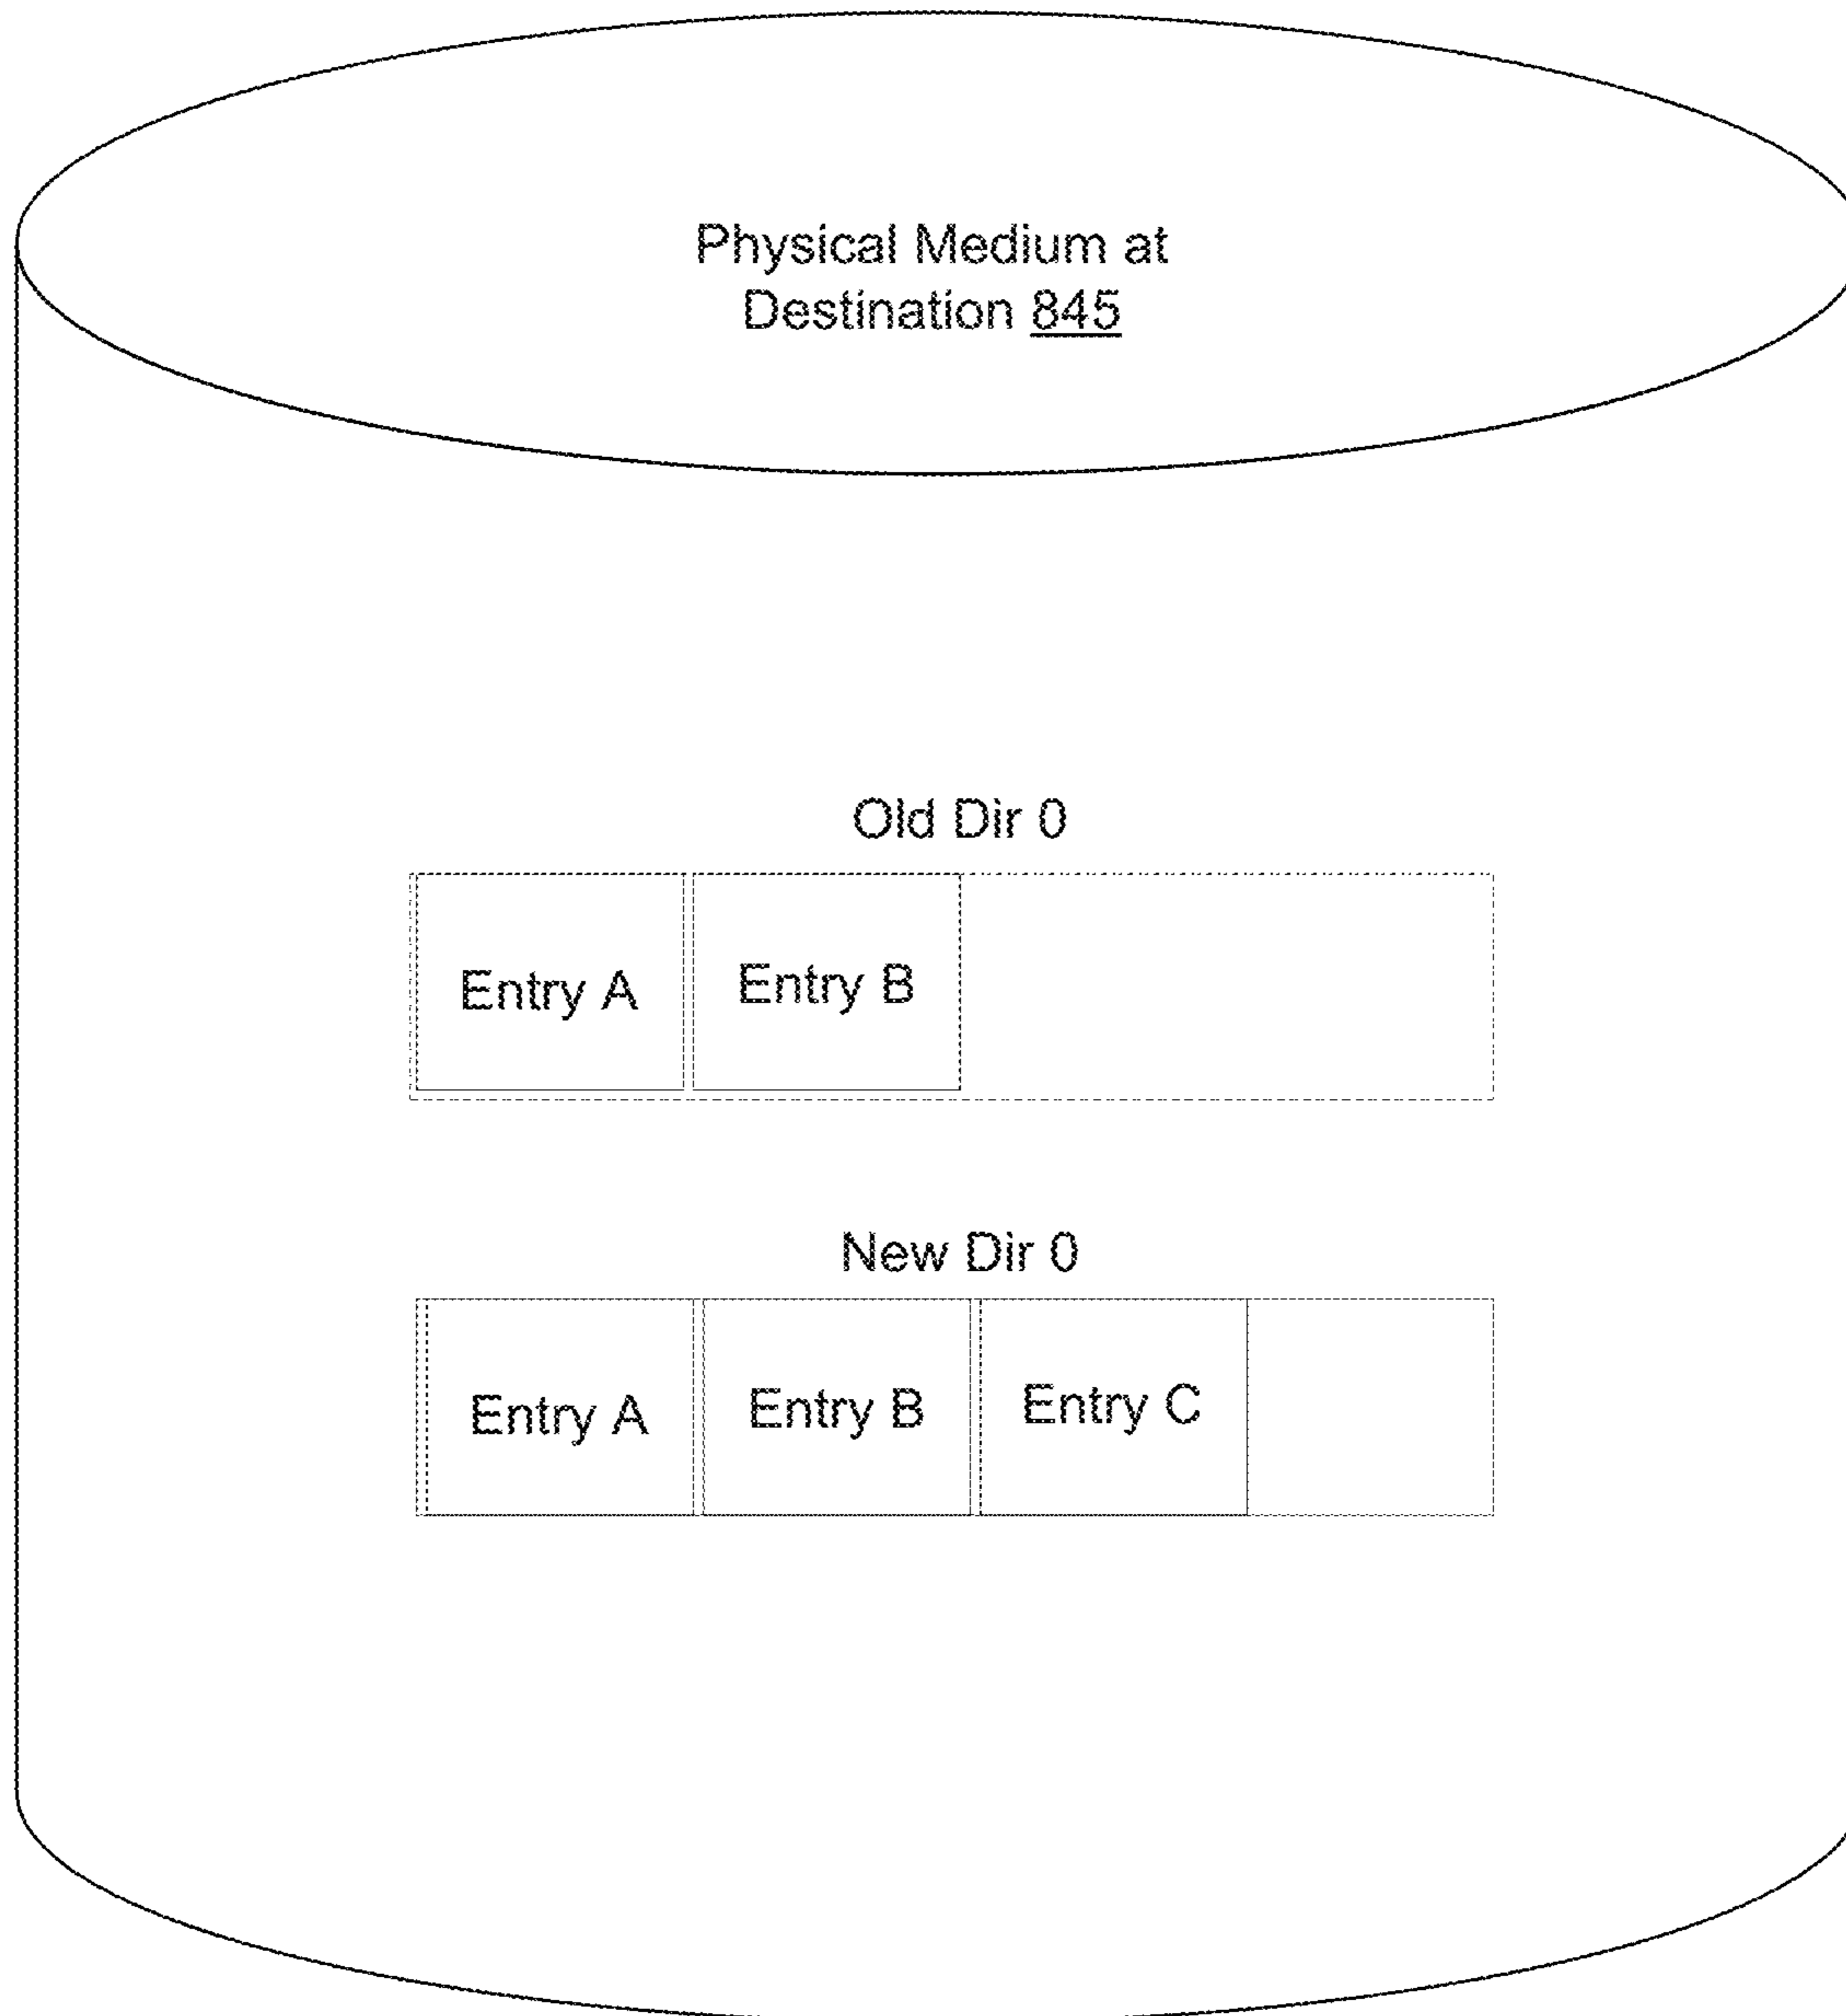 Physical Medium at
Destination 845
Old Dir 0
Entry A
Entry B
New Dir 0
Entry A
Entry B
Entry C